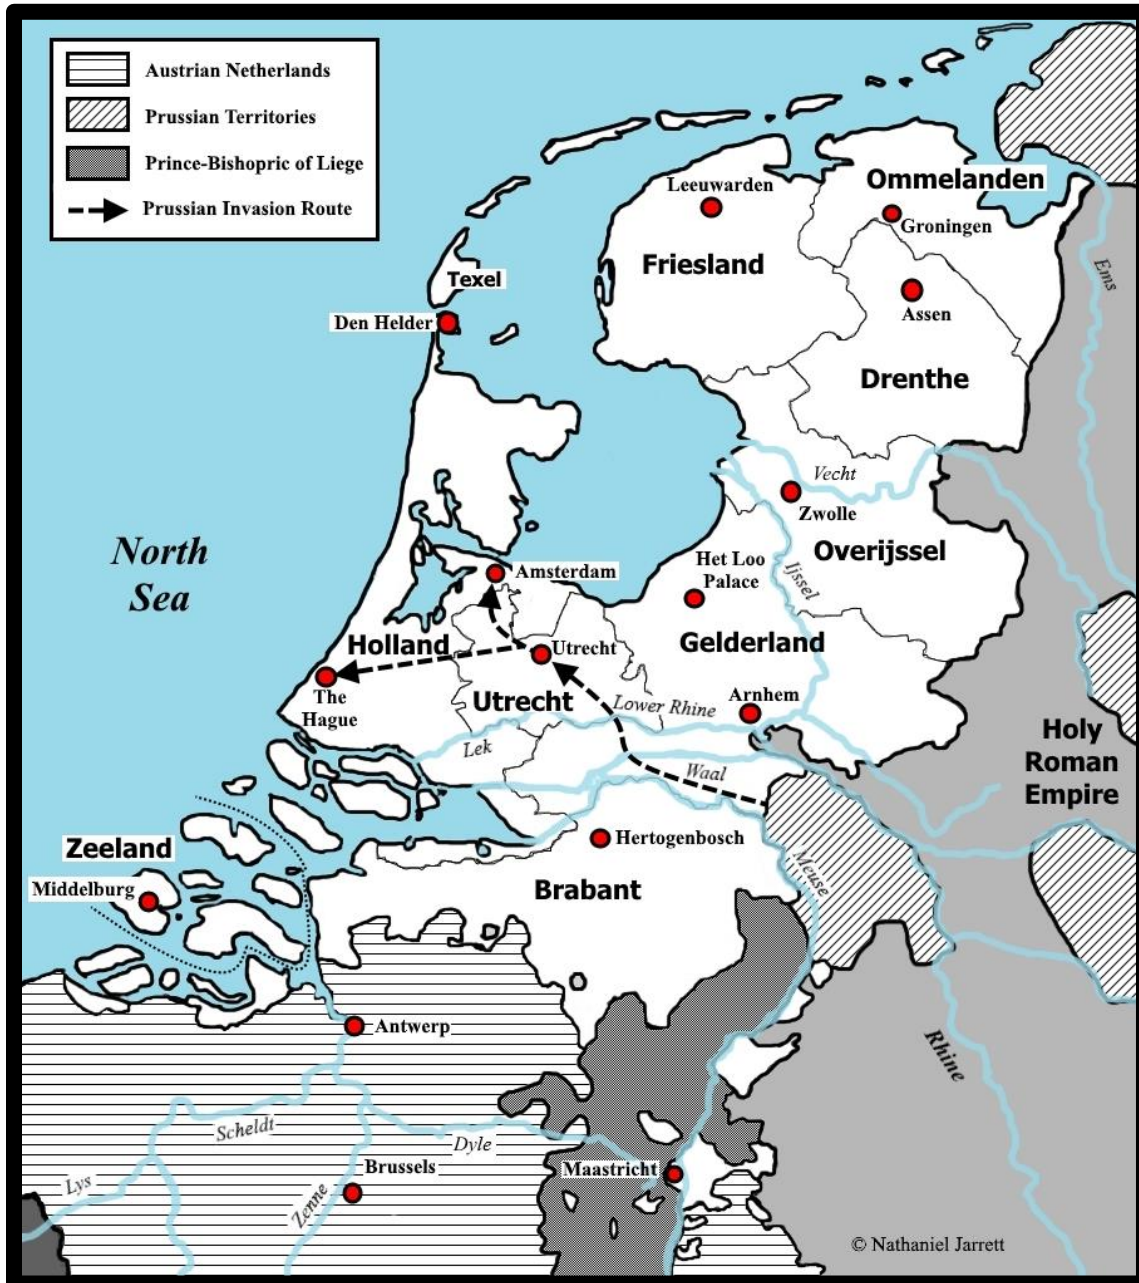 Austrian Netherlands
Prussian Territories
Prince-Bishopric of Liege
Prussian Invasion Route
Leeuwarden
Ommelanden
Groningen
Friesland
Ems
Texel
Assen
Den Helder
Drenthe
Vecht
Zwolle
North
Sea
Overijssel
Het Loo
Palace
Ijssel
Amsterdam
Holland
Utrecht
Gelderland
The
Hague
Utrecht
Lower Rhine
Arnhem
Lek
Waal
Holy
Roman
Empire
Zeeland
Hertogenbosch
Meuse
Middelburg
Brabant
Antwerp
Rhine
Scheldt
Dyle
Brussels
Maastricht
Lys
Zenne
© Nathaniel Jarrett